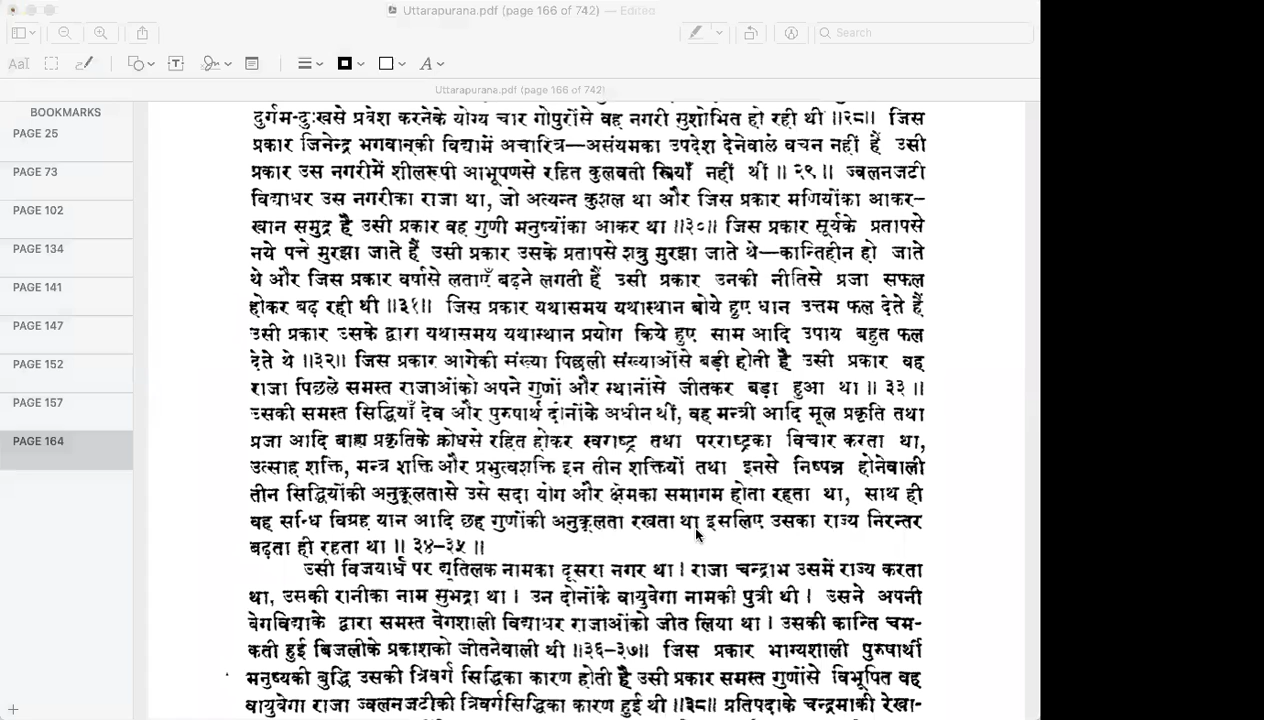 Uttarapurana.pdf (page 166 of 742) — Edited
Search
AaI
Uttarapurana.pdf (page 166 of 742)
BOOKMARKS
PAGE 25
PAGE 73
PAGE 102
PAGE 134
PAGE 141
PAGE 147
PAGE 152
PAGE 157
PAGE 164
दुर्गम-दुःखसे प्रवेश करनेके योग्य चार गोपुरोंसे वह नगरी सुशोभित हो रही थी ॥२८॥ जिस
प्रकार जिनेन्द्र भगवान्‌की विद्यामें अचारित्र—असंयमका उपदेश देनेवाले वचन नहीं हैं उसी
प्रकार उस नगरीमें शीलरूपी आभूषणसे रहित कुलवती स्त्रियाँ नहीं थीं ॥ २९ ॥ ज्वलनजटी
विद्याधर उस नगरीका राजा था, जो अत्यन्त कुशल था और जिस प्रकार मणियोंका आकर–
खान समुद्र है उसी प्रकार वह गुणी मनुष्योंका आकर था ॥३०॥ जिस प्रकार सूर्यके प्रतापसे
नये पत्ते मुरझा जाते हैं उसी प्रकार उसके प्रतापसे शत्रु मुरझा जाते थे—कान्तिहीन हो जाते
थे और जिस प्रकार वर्षासे लताएँ बढ़ने लगती हैं उसी प्रकार उनकी नीतिसे प्रजा सफल
होकर बढ़ रही थी ॥३१॥ जिस प्रकार यथासमय यथास्थान बोये हुए धान उत्तम फल देते हैं
उसी प्रकार उसके द्वारा यथासमय यथास्थान प्रयोग किये हुए साम आदि उपाय बहुत फल
देते थे ॥३२॥ जिस प्रकार आगेकी संख्या पिछली संख्याओंसे बड़ी होती है उसी प्रकार वह
राजा पिछले समस्त राजाओंको अपने गुणों और स्थानोंसे जीतकर बड़ा हुआ था ॥ ३३ ॥
उसकी समस्त सिद्धियाँ देव और पुरुषार्थ दोनोंके अधीन थीं, वह मन्त्री आदि मूल प्रकृति तथा
प्रजा आदि बाह्य प्रकृतिके क्रोधसे रहित होकर स्वराष्ट्र तथा परराष्ट्रका विचार करता था,
उत्साह शक्ति, मन्त्र शक्ति और प्रभुत्वशक्ति इन तीन शक्तियों तथा इनसे निष्पन्न होनेवाली
तीन सिद्धियोंकी अनुकूलतासे उसे सदा योग और क्षेमका समागम होता रहता था, साथ ही
वह सन्धि विग्रह यान आदि छह गुणोंकी अनुकूलता रखता था इसलिए उसका राज्य निरन्तर
बढ़ता ही रहता था ॥ ३४–३५ ॥
उसी विजयार्ध पर द्युतिलक नामका दूसरा नगर था । राजा चन्द्राभ उसमें राज्य करता
था, उसकी रानीका नाम सुभद्रा था । उन दोनोंके वायुवेगा नामकी पुत्री थी । उसने अपनी
वेगविद्याके द्वारा समस्त वेगशाली विद्याधर राजाओंको जीत लिया था । उसकी कान्ति चम-
कती हुई बिजलीके प्रकाशको जीतनेवाली थी ॥३६–३७॥ जिस प्रकार भाग्यशाली पुरुषार्थी
मनुष्यकी बुद्धि उसकी त्रिवर्ग सिद्धिका कारण होती है उसी प्रकार समस्त गुणोंसे विभूषित वह
वायुवेगा राजा ज्वलनजटीकी त्रिवर्गसिद्धिका कारण हुई थी ॥३८॥ प्रतिपदाके चन्द्रमाकी रेखा-